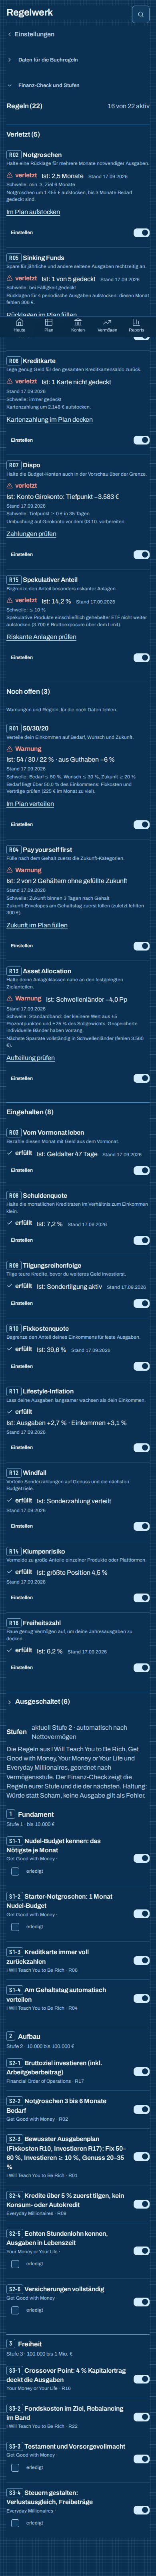 Regelwerk
Einstellungen
Daten für die Buchregeln
Finanz-Check und Stufen
Regeln (22)
16 von 22 aktiv
Verletzt (5)
R02 Notgroschen
Halte eine Rücklage für mehrere Monate notwendiger Ausgaben.
verletzt Ist: 2,5 Monate Stand 17.09.2026
Schwelle: min. 3, Ziel 6 Monate
Notgroschen um 1.455 € aufstocken, bis 3 Monate Bedarf
gedeckt sind.
Im Plan aufstocken
Einstellen
R05 Sinking Funds
Spare für jährliche und andere seltene Ausgaben rechtzeitig an.
verletzt Ist: 1 von 5 gedeckt Stand 17.09.2026
Schwelle: bei Fälligkeit gedeckt
Rücklagen für 4 periodische Ausgaben aufstocken: diesen Monat
fehlen 306 €.
Im Plan Rücklagen füllen
Heute
Plan
Konten
Vermögen
Reports
R06 Kreditkarte
Lege genug Geld für den gesamten Kreditkartensaldo zurück.
verletzt Ist: 1 Karte nicht gedeckt
Stand 17.09.2026
Schwelle: immer gedeckt
Kartenzahlung um 2.148 € aufstocken.
Kartenzahlung im Plan decken
Einstellen
R07 Dispo
Halte die Budget-Konten auch in der Vorschau über der Grenze.
verletzt
Ist: Konto Girokonto: Tiefpunkt −3.583 €
Stand 17.09.2026
Schwelle: Tiefpunkt ≥ 0 € in 35 Tagen
Umbuchung auf Girokonto vor dem 03.10. vorbereiten.
Zahlungen prüfen
Einstellen
R15 Spekulativer Anteil
Begrenze den Anteil besonders riskanter Anlagen.
verletzt Ist: 14,2 % Stand 17.09.2026
Schwelle: ≤ 10 %
Spekulative Produkte einschließlich gehebelter ETF nicht weiter
aufstocken (3.700 € Bruttoexposure über dem Limit).
Riskante Anlagen prüfen
Einstellen
Noch offen (3)
Warnungen und Regeln, für die noch Daten fehlen.
R01 50/30/20
Verteile dein Einkommen auf Bedarf, Wunsch und Zukunft.
Warnung
Ist: 54 / 30 / 22 % · aus Guthaben −6 %
Stand 17.09.2026
Schwelle: Bedarf ≤ 50 %, Wunsch ≤ 30 %, Zukunft ≥ 20 %
Bedarf liegt über 50,0 % des Einkommens: Fixkosten und
Verträge prüfen (225 € im Monat zu viel).
Im Plan verteilen
Einstellen
R04 Pay yourself first
Fülle nach dem Gehalt zuerst die Zukunft-Kategorien.
Warnung
Ist: 2 von 2 Gehältern ohne gefüllte Zukunft
Stand 17.09.2026
Schwelle: Zukunft binnen 3 Tagen nach Gehalt
Zukunft-Envelopes am Gehaltstag zuerst füllen (zuletzt fehlten
300 €).
Zukunft im Plan füllen
Einstellen
R13 Asset Allocation
Halte deine Anlageklassen nahe an den festgelegten
Zielanteilen.
Warnung Ist: Schwellenländer −4,0 Pp
Stand 17.09.2026
Schwelle: Standardband: der kleinere Wert aus ±5
Prozentpunkten und ±25 % des Sollgewichts. Gespeicherte
individuelle Bänder haben Vorrang.
Nächste Sparrate vollständig in Schwellenländer (fehlen 3.560
€).
Aufteilung prüfen
Einstellen
Eingehalten (8)
R03 Vom Vormonat leben
Bezahle diesen Monat mit Geld aus dem Vormonat.
erfüllt Ist: Geldalter 47 Tage Stand 17.09.2026
Einstellen
R08 Schuldenquote
Halte die monatlichen Kreditraten im Verhältnis zum Einkommen
klein.
erfüllt Ist: 7,2 % Stand 17.09.2026
Einstellen
R09 Tilgungsreihenfolge
Tilge teure Kredite, bevor du weiteres Geld investierst.
erfüllt Ist: Sondertilgung aktiv Stand 17.09.2026
Einstellen
R10 Fixkostenquote
Begrenze den Anteil deines Einkommens für feste Ausgaben.
erfüllt Ist: 39,6 % Stand 17.09.2026
Einstellen
R11 Lifestyle-Inflation
Lass deine Ausgaben langsamer wachsen als dein Einkommen.
erfüllt
Ist: Ausgaben +2,7 % · Einkommen +3,1 %
Stand 17.09.2026
Einstellen
R12 Windfall
Verteile Sonderzahlungen auf Genuss und die nächsten
Budgetziele.
erfüllt Ist: Sonderzahlung verteilt
Stand 17.09.2026
Einstellen
R14 Klumpenrisiko
Vermeide zu große Anteile einzelner Produkte oder Plattformen.
erfüllt Ist: größte Position 4,5 %
Stand 17.09.2026
Einstellen
R16 Freiheitszahl
Baue genug Vermögen auf, um deine Jahresausgaben zu
decken.
erfüllt Ist: 6,2 % Stand 17.09.2026
Einstellen
Ausgeschaltet (6)
Stufen
aktuell Stufe 2 · automatisch nach
Nettovermögen
Die Regeln aus I Will Teach You to Be Rich, Get
Good with Money, Your Money or Your Life und
Everyday Millionaires, geordnet nach
Vermögensstufe. Der Finanz-Check zeigt die
Regeln eurer Stufe und die der nächsten. Haltung:
Würde statt Scham, keine Ausgabe gilt als Fehler.
1 Fundament
Stufe 1 · bis 10.000 €
S1-1 Nudel-Budget kennen: das
Nötigste je Monat
Get Good with Money ·
erledigt
S1-2 Starter-Notgroschen: 1 Monat
Nudel-Budget
Get Good with Money ·
erledigt
S1-3 Kreditkarte immer voll
zurückzahlen
I Will Teach You to Be Rich · R06
S1-4 Am Gehaltstag automatisch
verteilen
I Will Teach You to Be Rich · R04
2 Aufbau
Stufe 2 · 10.000 bis 100.000 €
S2-1 Bruttoziel investieren (inkl.
Arbeitgeberbeitrag)
Financial Order of Operations · R17
S2-2 Notgroschen 3 bis 6 Monate
Bedarf
Get Good with Money · R02
S2-3 Bewusster Ausgabenplan
(Fixkosten R10, Investieren R17): Fix 50–
60 %, Investieren ≥ 10 %, Genuss 20–35
%
I Will Teach You to Be Rich · R01
S2-4 Kredite über 5 % zuerst tilgen, kein
Konsum- oder Autokredit
Everyday Millionaires · R09
S2-5 Echten Stundenlohn kennen,
Ausgaben in Lebenszeit
Your Money or Your Life ·
erledigt
S2-6 Versicherungen vollständig
Get Good with Money ·
erledigt
3 Freiheit
Stufe 3 · 100.000 bis 1 Mio. €
S3-1 Crossover Point: 4 % Kapitalertrag
deckt die Ausgaben
Your Money or Your Life · R16
S3-2 Fondskosten im Ziel, Rebalancing
im Band
I Will Teach You to Be Rich · R22
S3-3 Testament und Vorsorgevollmacht
Get Good with Money ·
erledigt
S3-4 Steuern gestalten:
Verlustausgleich, Freibeträge
Everyday Millionaires ·
erledigt